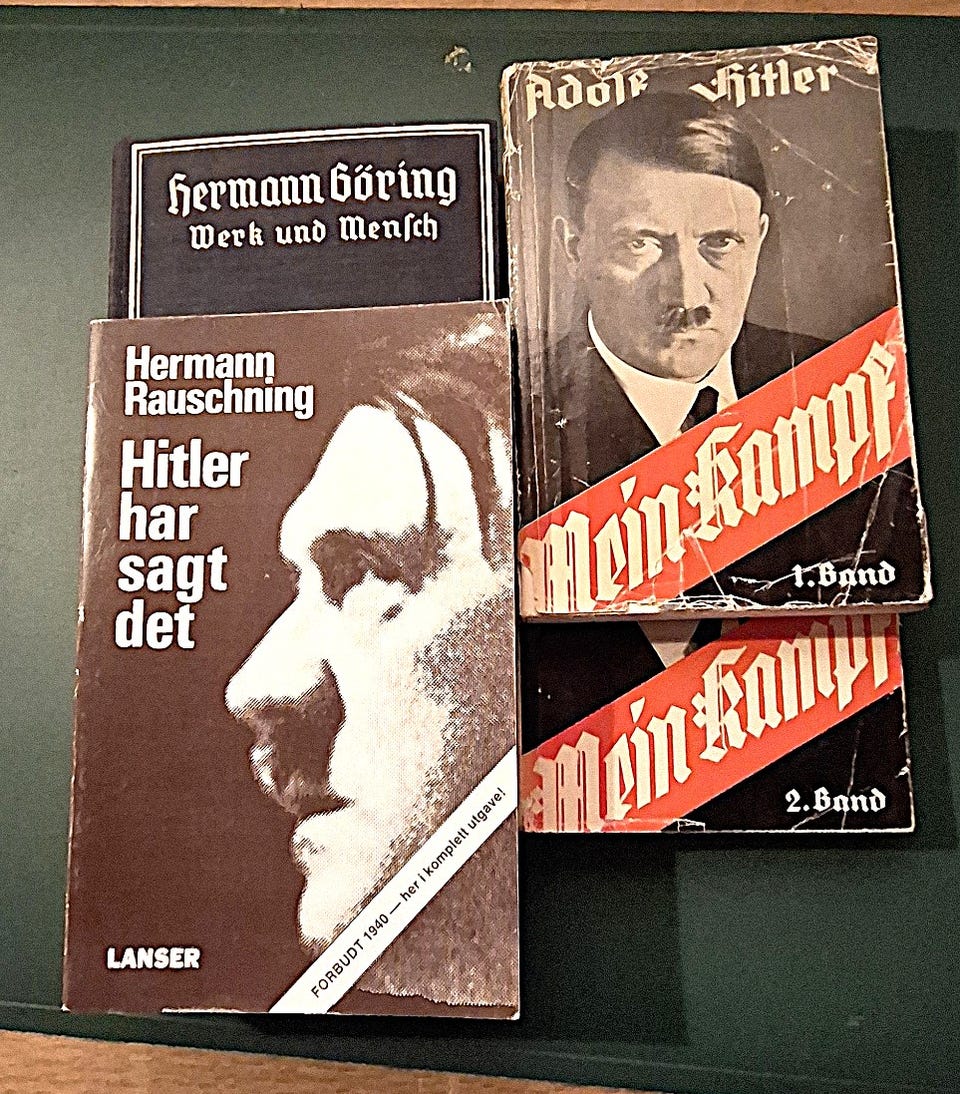 Hermann Göring
Werk und Menſch
Hermann
Rauschning
Hitler
har
sagt
det
FORBUDT 1940 — her i komplett utgave!
LANSER
Adolf Hitler
Mein Kampf
1. Band
Mein Kampf
2. Band